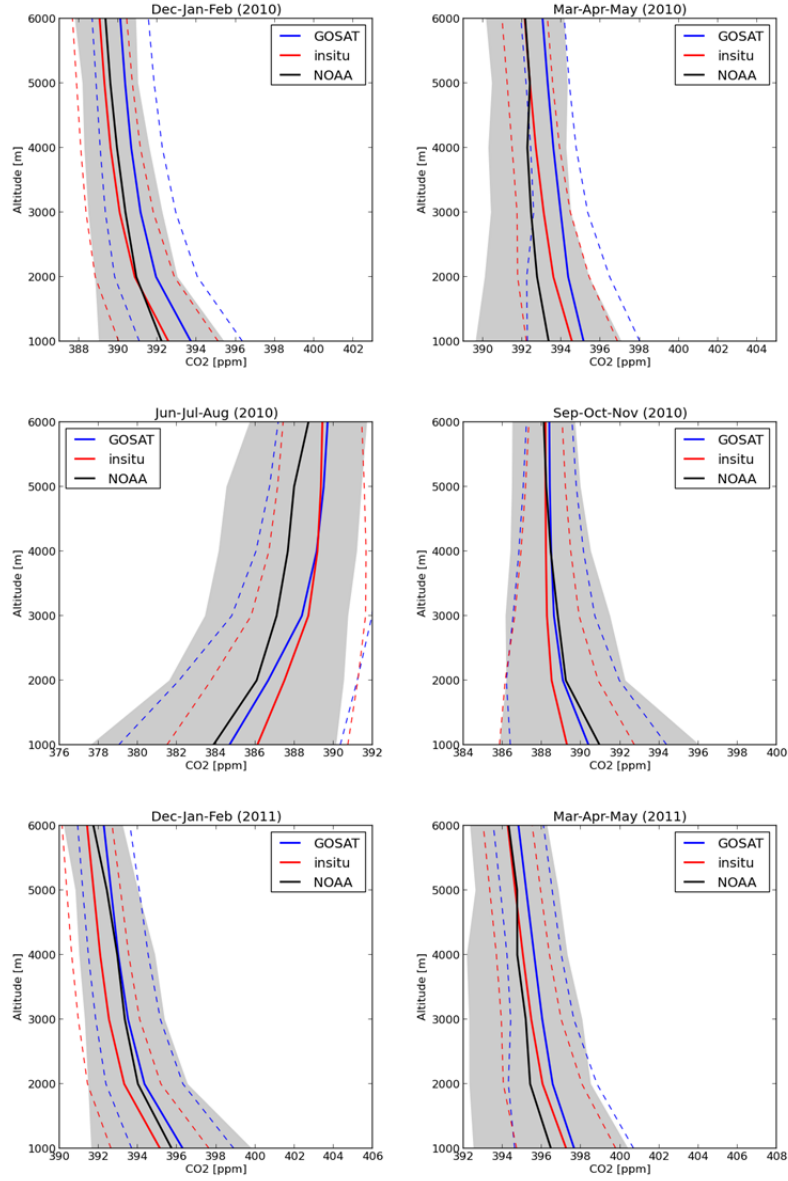 Dec-Jan-Feb (2010)
6000
5000
4000
3000
2000
1000
Altitude [m]
GOSAT
insitu
NOAA
388 390 392 394 396 398 400 402
CO2 [ppm]
Mar-Apr-May (2010)
6000
5000
4000
3000
2000
1000
Altitude [m]
GOSAT
insitu
NOAA
390 392 394 396 398 400 402 404
CO2 [ppm]
Jun-Jul-Aug (2010)
6000
5000
4000
3000
2000
1000
Altitude [m]
GOSAT
insitu
NOAA
376 378 380 382 384 386 388 390 392
CO2 [ppm]
Sep-Oct-Nov (2010)
6000
5000
4000
3000
2000
1000
Altitude [m]
GOSAT
insitu
NOAA
384 386 388 390 392 394 396 398 400
CO2 [ppm]
Dec-Jan-Feb (2011)
6000
5000
4000
3000
2000
1000
Altitude [m]
GOSAT
insitu
NOAA
390 392 394 396 398 400 402 404 406
CO2 [ppm]
Mar-Apr-May (2011)
6000
5000
4000
3000
2000
1000
Altitude [m]
GOSAT
insitu
NOAA
392 394 396 398 400 402 404 406 408
CO2 [ppm]